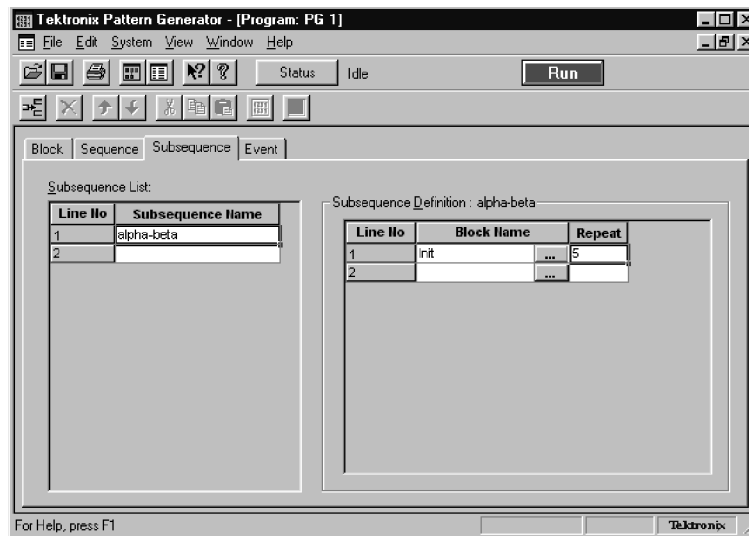 Tektronix Pattern Generator - [Program: PG 1]
File Edit System View Window Help
Status Idle Run
Block Sequence Subsequence Event
Subsequence List:
Line No Subsequence Name
1 alpha-beta
2
Subsequence Definition : alpha-beta
Line No Block Name Repeat
1 Init ... 5
2 ...
For Help, press F1 Tektronix